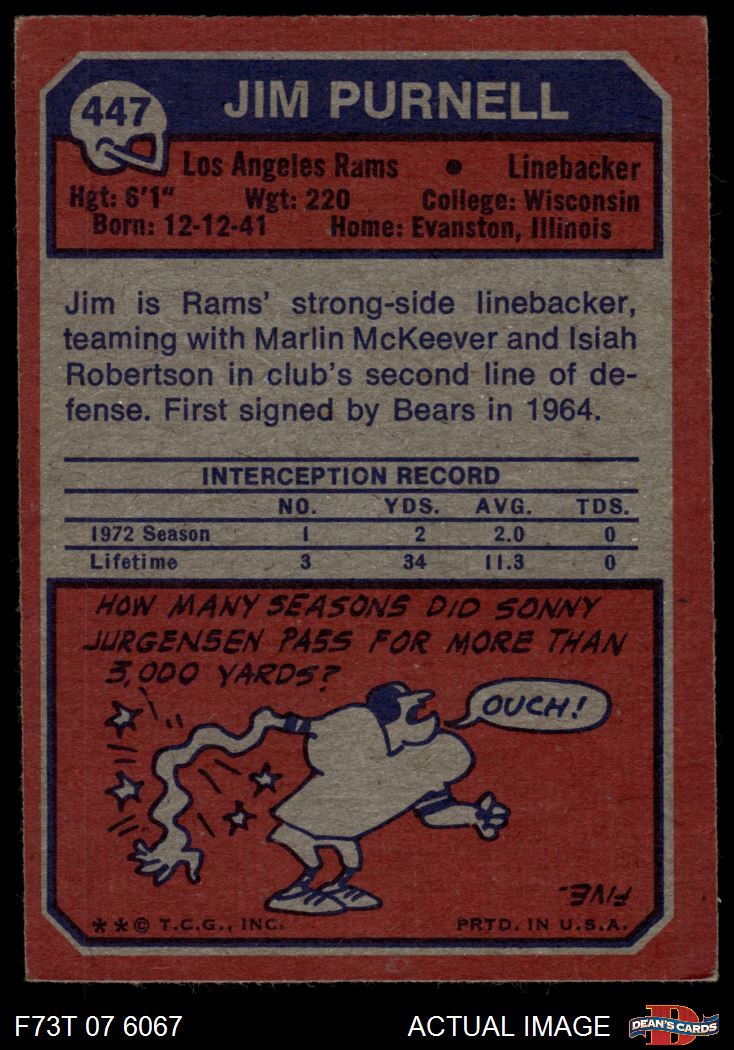 447
JIM PURNELL
Los Angeles Rams • Linebacker
Hgt: 6'1" Wgt: 220 College: Wisconsin
Born: 12-12-41 Home: Evanston, Illinois
Jim is Rams' strong-side linebacker,
teaming with Marlin McKeever and Isiah
Robertson in club's second line of de-
fense. First signed by Bears in 1964.
INTERCEPTION RECORD
NO. YDS. AVG. TDS.
1972 Season 1 2 2.0 0
Lifetime 3 34 11.3 0
HOW MANY SEASONS DID SONNY
JURGENSEN PASS FOR MORE THAN
3,000 YARDS?
OUCH!
FIVE.
** © T.C.G., INC. PRTD. IN U.S.A.
F73T 07 6067 ACTUAL IMAGE D DEAN'S CARDS